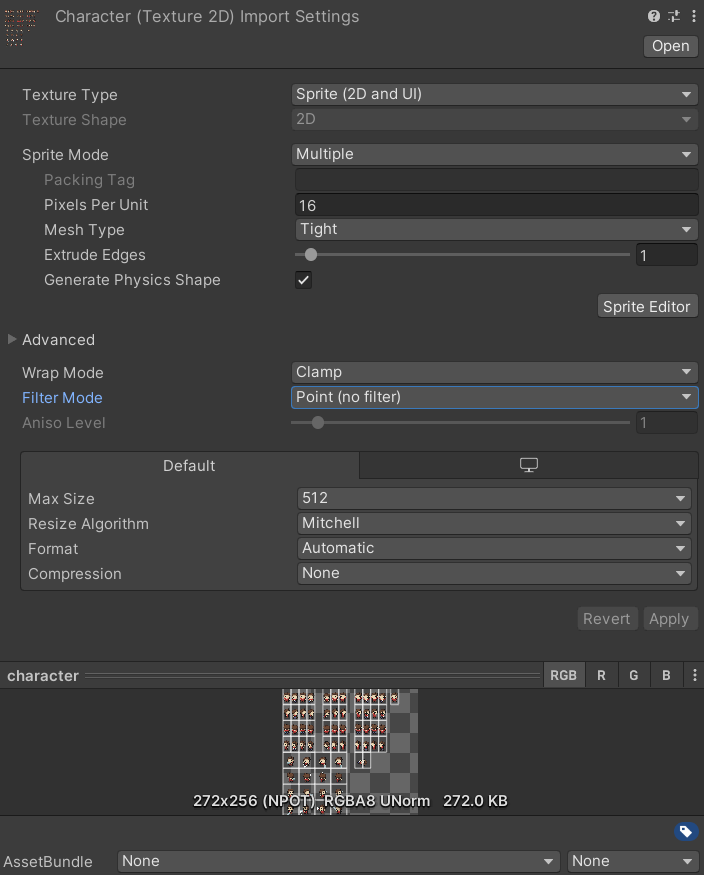 Character (Texture 2D) Import Settings
Open
Texture Type Sprite (2D and UI)
Texture Shape 2D
Sprite Mode Multiple
Packing Tag
Pixels Per Unit 16
Mesh Type Tight
Extrude Edges 1
Generate Physics Shape
Sprite Editor
Advanced
Wrap Mode Clamp
Filter Mode Point (no filter)
Aniso Level 1
Default
Max Size 512
Resize Algorithm Mitchell
Format Automatic
Compression None
Revert Apply
character RGB R G B
272x256 (NPOT) RGBA8 UNorm 272.0 KB
AssetBundle None None